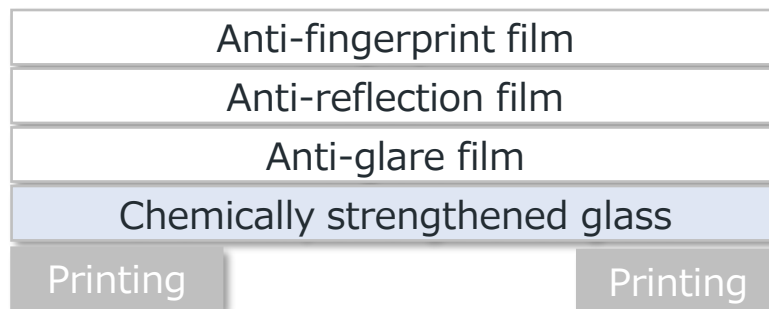 Anti-fingerprint film
Anti-reflection film
Anti-glare film
Chemically strengthened glass
Printing Printing